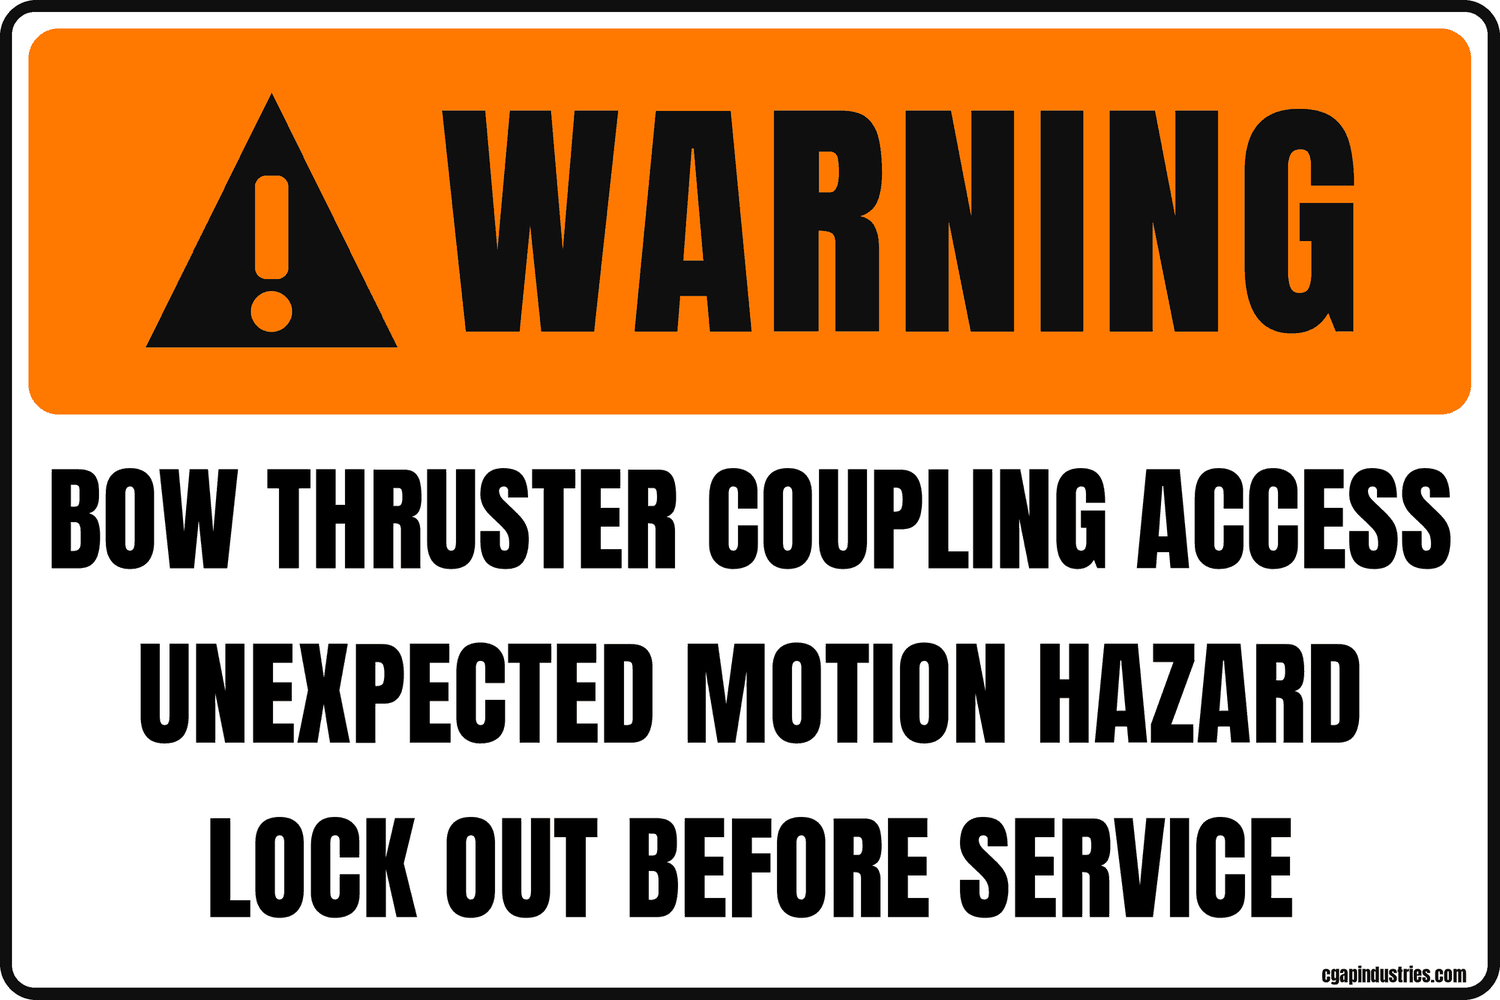 WARNING
BOW THRUSTER COUPLING ACCESS
UNEXPECTED MOTION HAZARD
LOCK OUT BEFORE SERVICE
cgapindustries.com